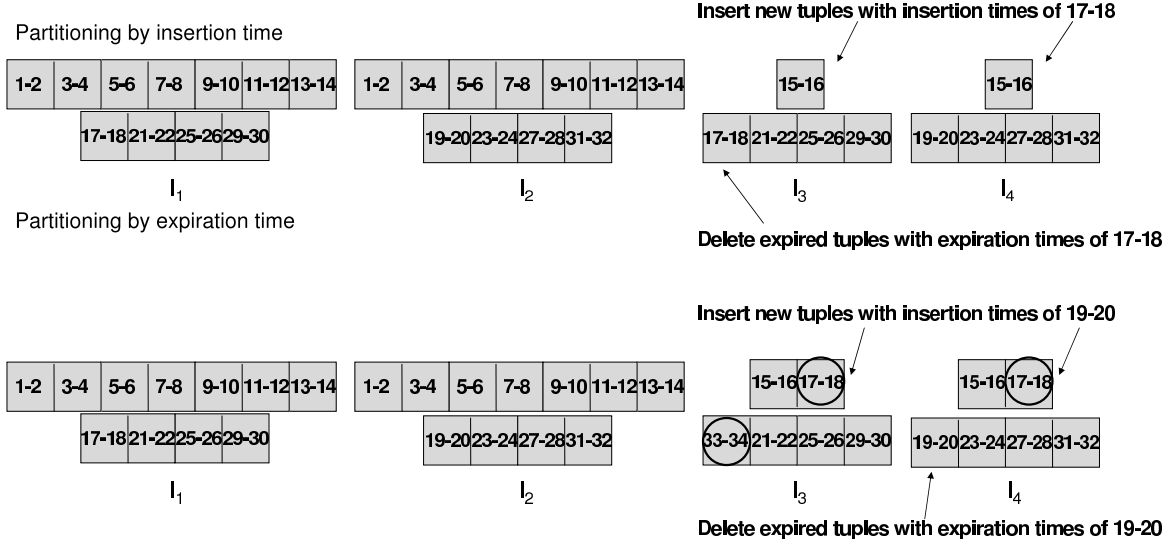 Insert new tuples with insertion times of 17-18
Partitioning by insertion time
1-2 3-4 5-6 7-8 9-10 11-12 13-14
17-18 21-22 25-26 29-30
I1
1-2 3-4 5-6 7-8 9-10 11-12 13-14
19-20 23-24 27-28 31-32
I2
15-16
17-18 21-22 25-26 29-30
I3
15-16
19-20 23-24 27-28 31-32
I4
Partitioning by expiration time
Delete expired tuples with expiration times of 17-18
Insert new tuples with insertion times of 19-20
1-2 3-4 5-6 7-8 9-10 11-12 13-14
17-18 21-22 25-26 29-30
I1
1-2 3-4 5-6 7-8 9-10 11-12 13-14
19-20 23-24 27-28 31-32
I2
15-16 17-18
33-34 21-22 25-26 29-30
I3
15-16 17-18
19-20 23-24 27-28 31-32
I4
Delete expired tuples with expiration times of 19-20